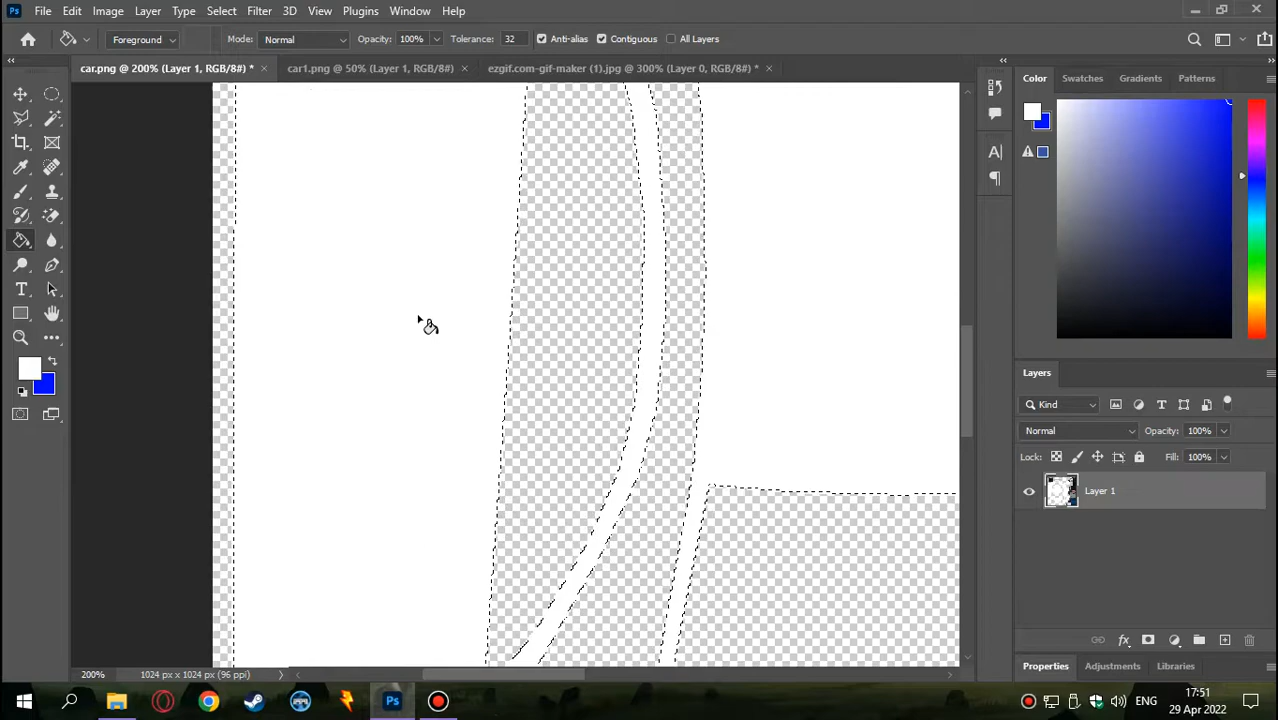 Ps File Edit Image Layer Type Select Filter 3D View Plugins Window Help
Foreground Mode: Normal Opacity: 100% Tolerance: 32 Anti-alias Contiguous All Layers
car.png @ 200% (Layer 1, RGB/8#) * × car1.png @ 50% (Layer 1, RGB/8#) × ezgif.com-gif-maker (1).jpg @ 300% (Layer 0, RGB/8#) * ×
Color Swatches Gradients Patterns
Layers
Kind
Normal Opacity: 100%
Lock: Fill: 100%
Layer 1
fx
200% 1024 px x 1024 px (96 ppi)
Properties Adjustments Libraries
Ps ENG 17:51
29 Apr 2022